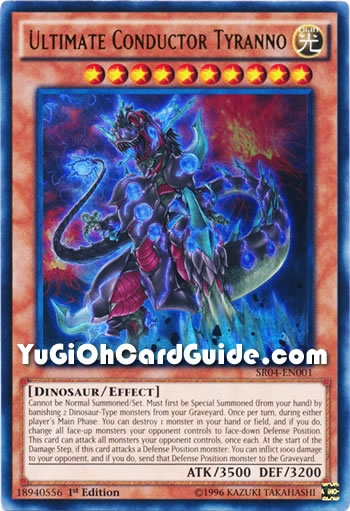 ULTIMATE CONDUCTOR TYRANNO
LIGHT
光
YuGiOhCardGuide.com
SR04-EN001
[DINOSAUR/EFFECT]
Cannot be Normal Summoned/Set. Must first be Special Summoned (from your hand) by
banishing 2 Dinosaur-Type monsters from your Graveyard. Once per turn, during either
player's Main Phase: You can destroy 1 monster in your hand or field, and if you do,
change all face-up monsters your opponent controls to face-down Defense Position.
This card can attack all monsters your opponent controls, once each. At the start of the
Damage Step, if this card attacks a Defense Position monster: You can inflict 1000 damage
to your opponent, and if you do, send that Defense Position monster to the Graveyard.
ATK/3500 DEF/3200
18940556 1st Edition ©1996 KAZUKI TAKAHASHI